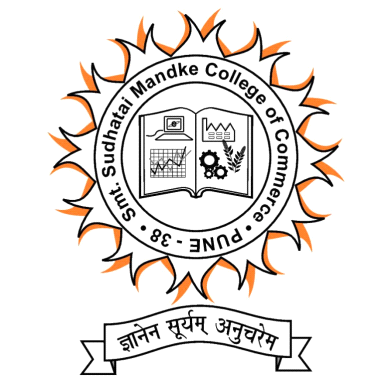 Smt. Sudhatai Mandke College of Commerce • PUNE - 38 •
ज्ञानेन सूर्यम् अनुचरेम